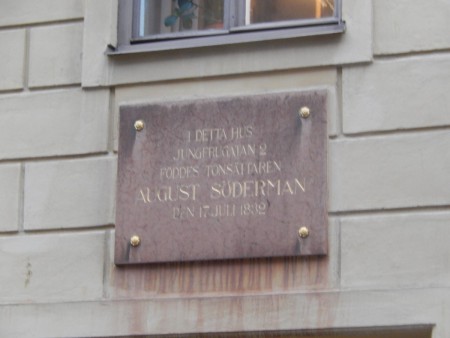 I DETTA HUS
JUNGFRUGATAN 2
FÖDDES TONSÄTTAREN
AUGUST SÖDERMAN
DEN 17 JULI 1832